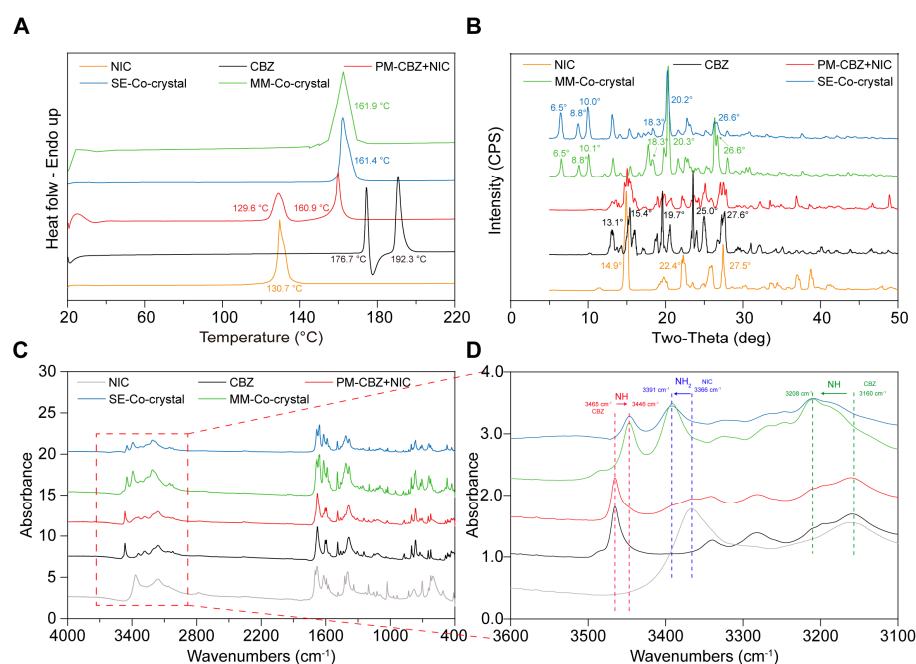 A
NIC
CBZ
PM-CBZ+NIC
SE-Co-crystal
MM-Co-crystal
161.9 °C
161.4 °C
129.6 °C
160.9 °C
176.7 °C
192.3 °C
130.7 °C
Heat folw - Endo up
20
60
100
140
180
220
Temperature (°C)
B
NIC
CBZ
PM-CBZ+NIC
MM-Co-crystal
SE-Co-crystal
6.5°
8.8°
10.0°
18.3°
20.2°
26.6°
6.5°
8.8°
10.1°
18.3°
20.3°
26.6°
13.1°
15.4°
19.7°
25.0°
27.6°
14.9°
22.4°
27.5°
Intensity (CPS)
0
10
20
30
40
50
Two-Theta (deg)
C
NIC
CBZ
PM-CBZ+NIC
SE-Co-crystal
MM-Co-crystal
30
25
20
15
10
5
0
Absorbance
4000
3400
2800
1600
1000
400
Wavenumbers (cm-1)
D
4.0
3.0
2.0
1.0
0.0
Absorbance
3465 cm-1
CBZ
NH
3446 cm-1
3391 cm-1
NH2
NIC
3366 cm-1
3208 cm-1
NH
CBZ
3160 cm-1
3600
3500
3400
3300
3200
3100
Wavenumbers (cm-1)